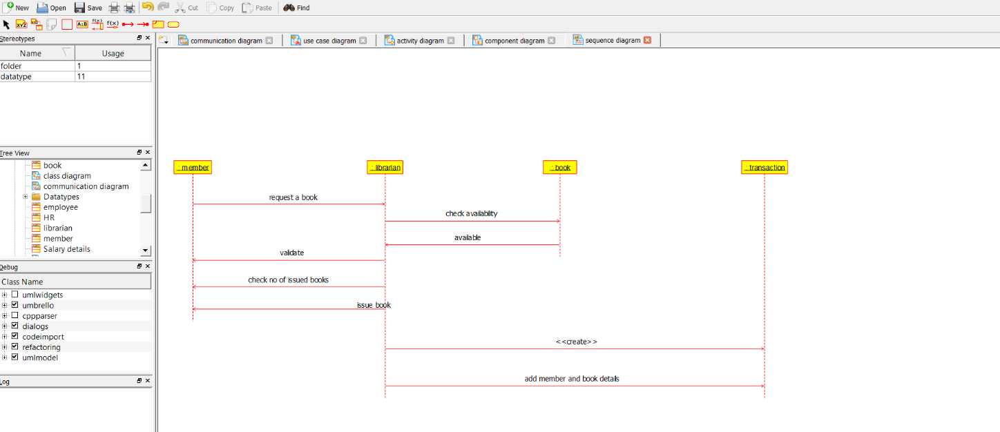 New Open Save Cut Copy Paste Find
XYZ A:B f(x) f(x)
Stereotypes
Name Usage
folder 1
datatype 11
Tree View
book
class diagram
communication diagram
Datatypes
employee
HR
librarian
member
Salary details
Debug
Class Name
umlwidgets
umbrello
cppparser
dialogs
codeimport
refactoring
umlmodel
Log
communication diagram use case diagram activity diagram component diagram sequence diagram
: member : librarian : book : transaction
request a book
check availability
available
validate
check no of issued books
issue book
<<create>>
add member and book details